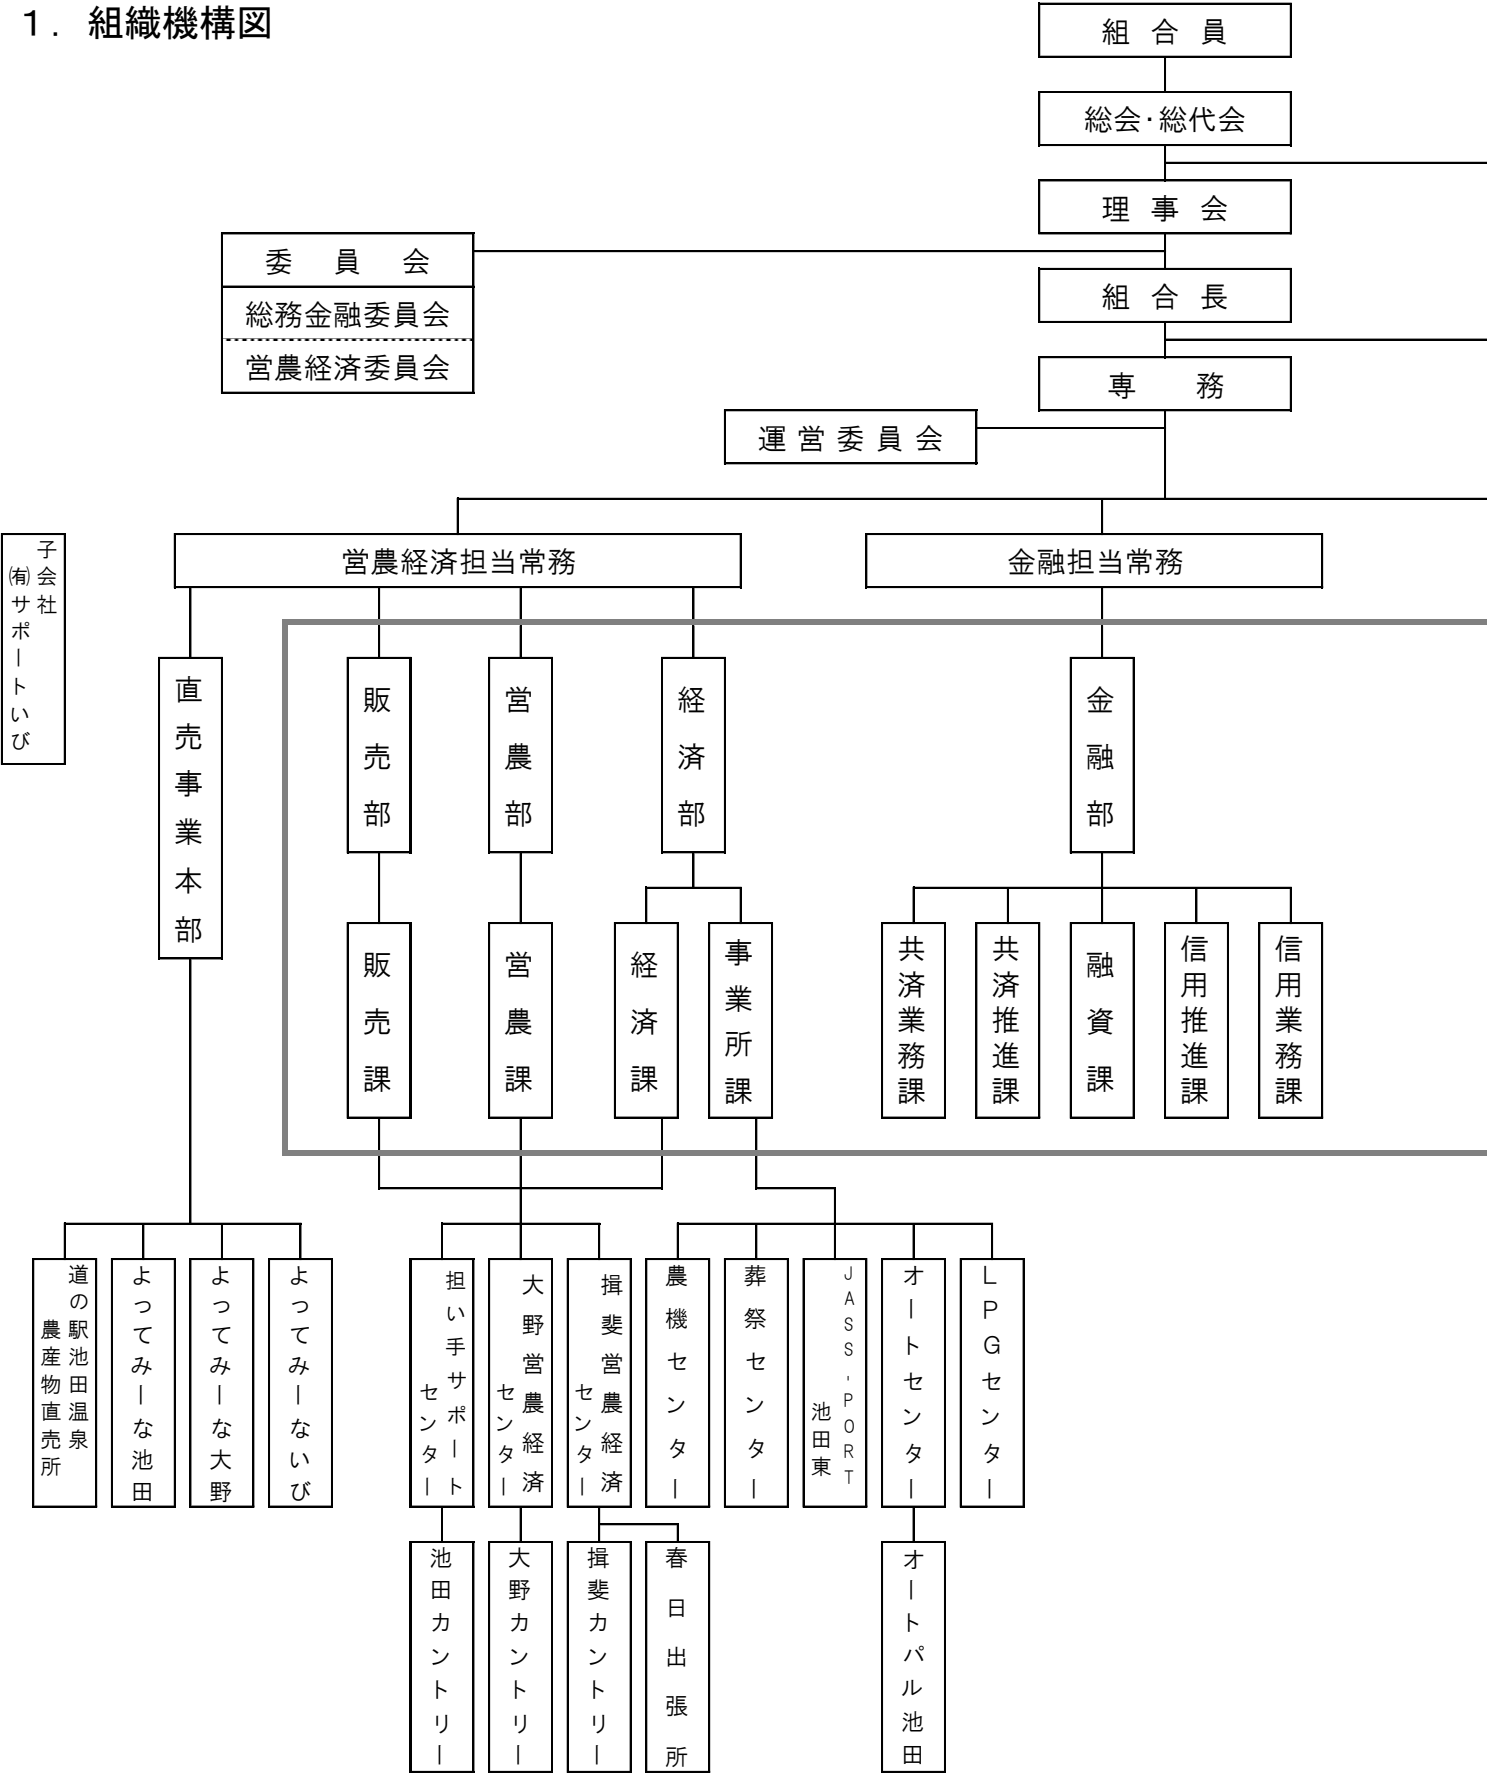 １．組織機構図
組合員
総会・総代会
理事会
委員会
総務金融委員会
営農経済委員会
組合長
専務
運営委員会
営農経済担当常務
金融担当常務
子会社
㈲サポートいび
直売事業本部
販売部
営農部
経済部
金融部
販売課
営農課
経済課
事業所課
共済業務課
共済推進課
融資課
信用推進課
信用業務課
道の駅池田温泉
農産物直売所
よってみーな池田
よってみーな大野
よってみーないび
担い手サポート
センター
大野営農経済
センター
揖斐営農経済
センター
農機センター
葬祭センター
JASS-PORT
池田東
オートセンター
ＬＰＧセンター
池田カントリー
大野カントリー
揖斐カントリー
春日出張所
オートパル池田